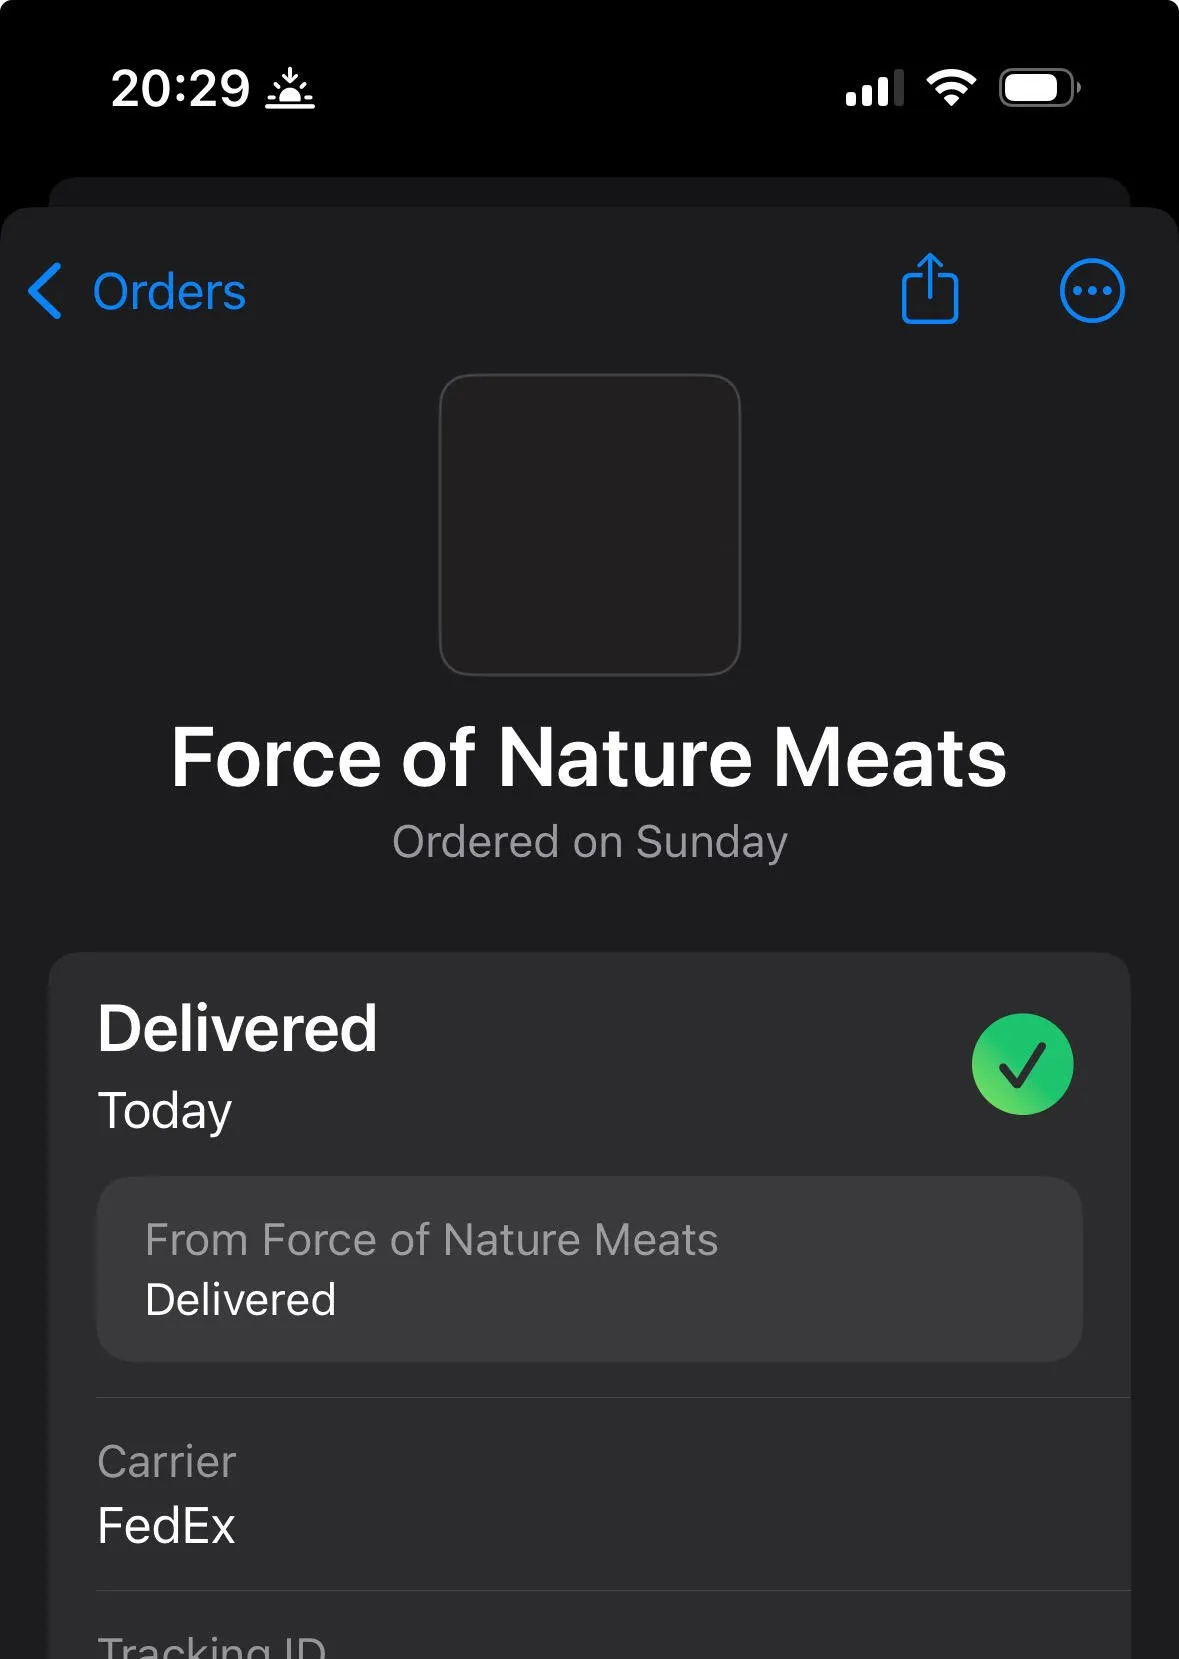 20:29
Orders
Force of Nature Meats
Ordered on Sunday
Delivered
Today
From Force of Nature Meats
Delivered
Carrier
FedEx
Tracking ID